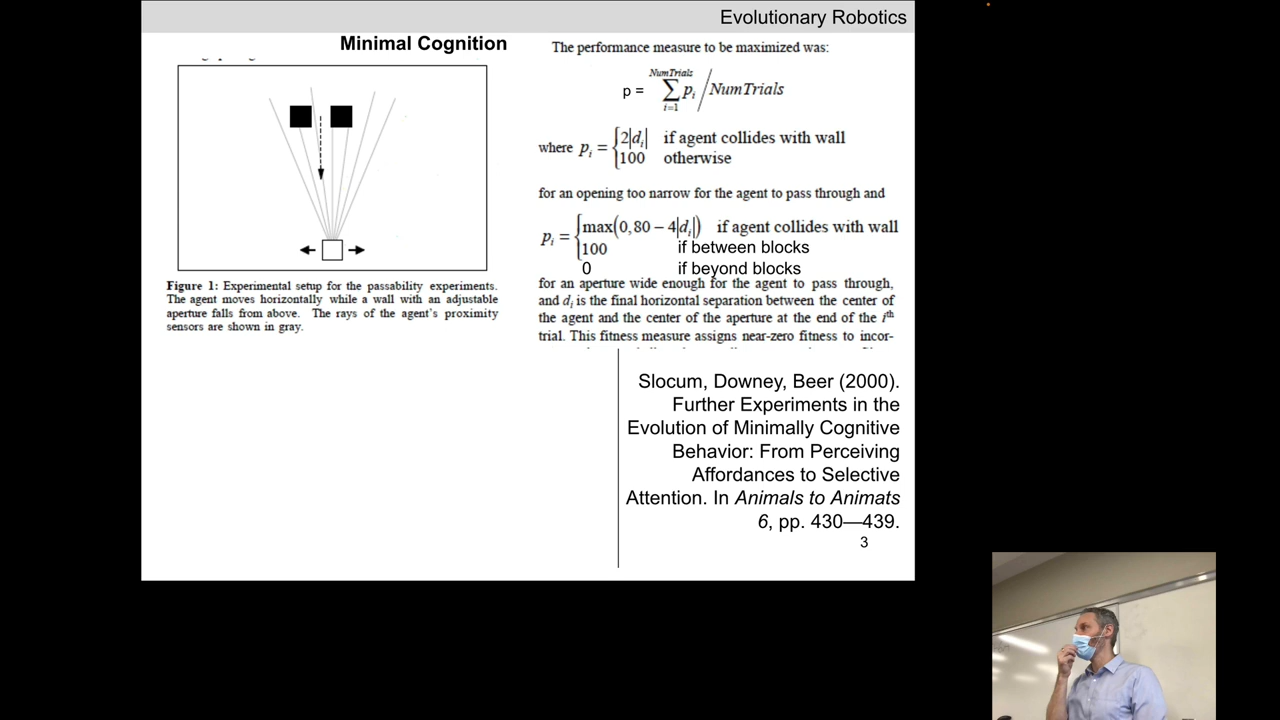 Evolutionary Robotics
Minimal Cognition
Figure 1: Experimental setup for the passability experiments.
The agent moves horizontally while a wall with an adjustable
aperture falls from above. The rays of the agent's proximity
sensors are shown in gray.
The performance measure to be maximized was:
p = NumTrials ∑ i=1 p_i / NumTrials
where p_i = { 2|d_i| if agent collides with wall
100 otherwise
for an opening too narrow for the agent to pass through and
p_i = { max(0,80 − 4|d_i|) if agent collides with wall
100 if between blocks
0 if beyond blocks
for an aperture wide enough for the agent to pass through,
and d_i is the final horizontal separation between the center of
the agent and the center of the aperture at the end of the i^th
trial. This fitness measure assigns near-zero fitness to incor-
Slocum, Downey, Beer (2000).
Further Experiments in the
Evolution of Minimally Cognitive
Behavior: From Perceiving
Affordances to Selective
Attention. In Animals to Animats
6, pp. 430—439.
3